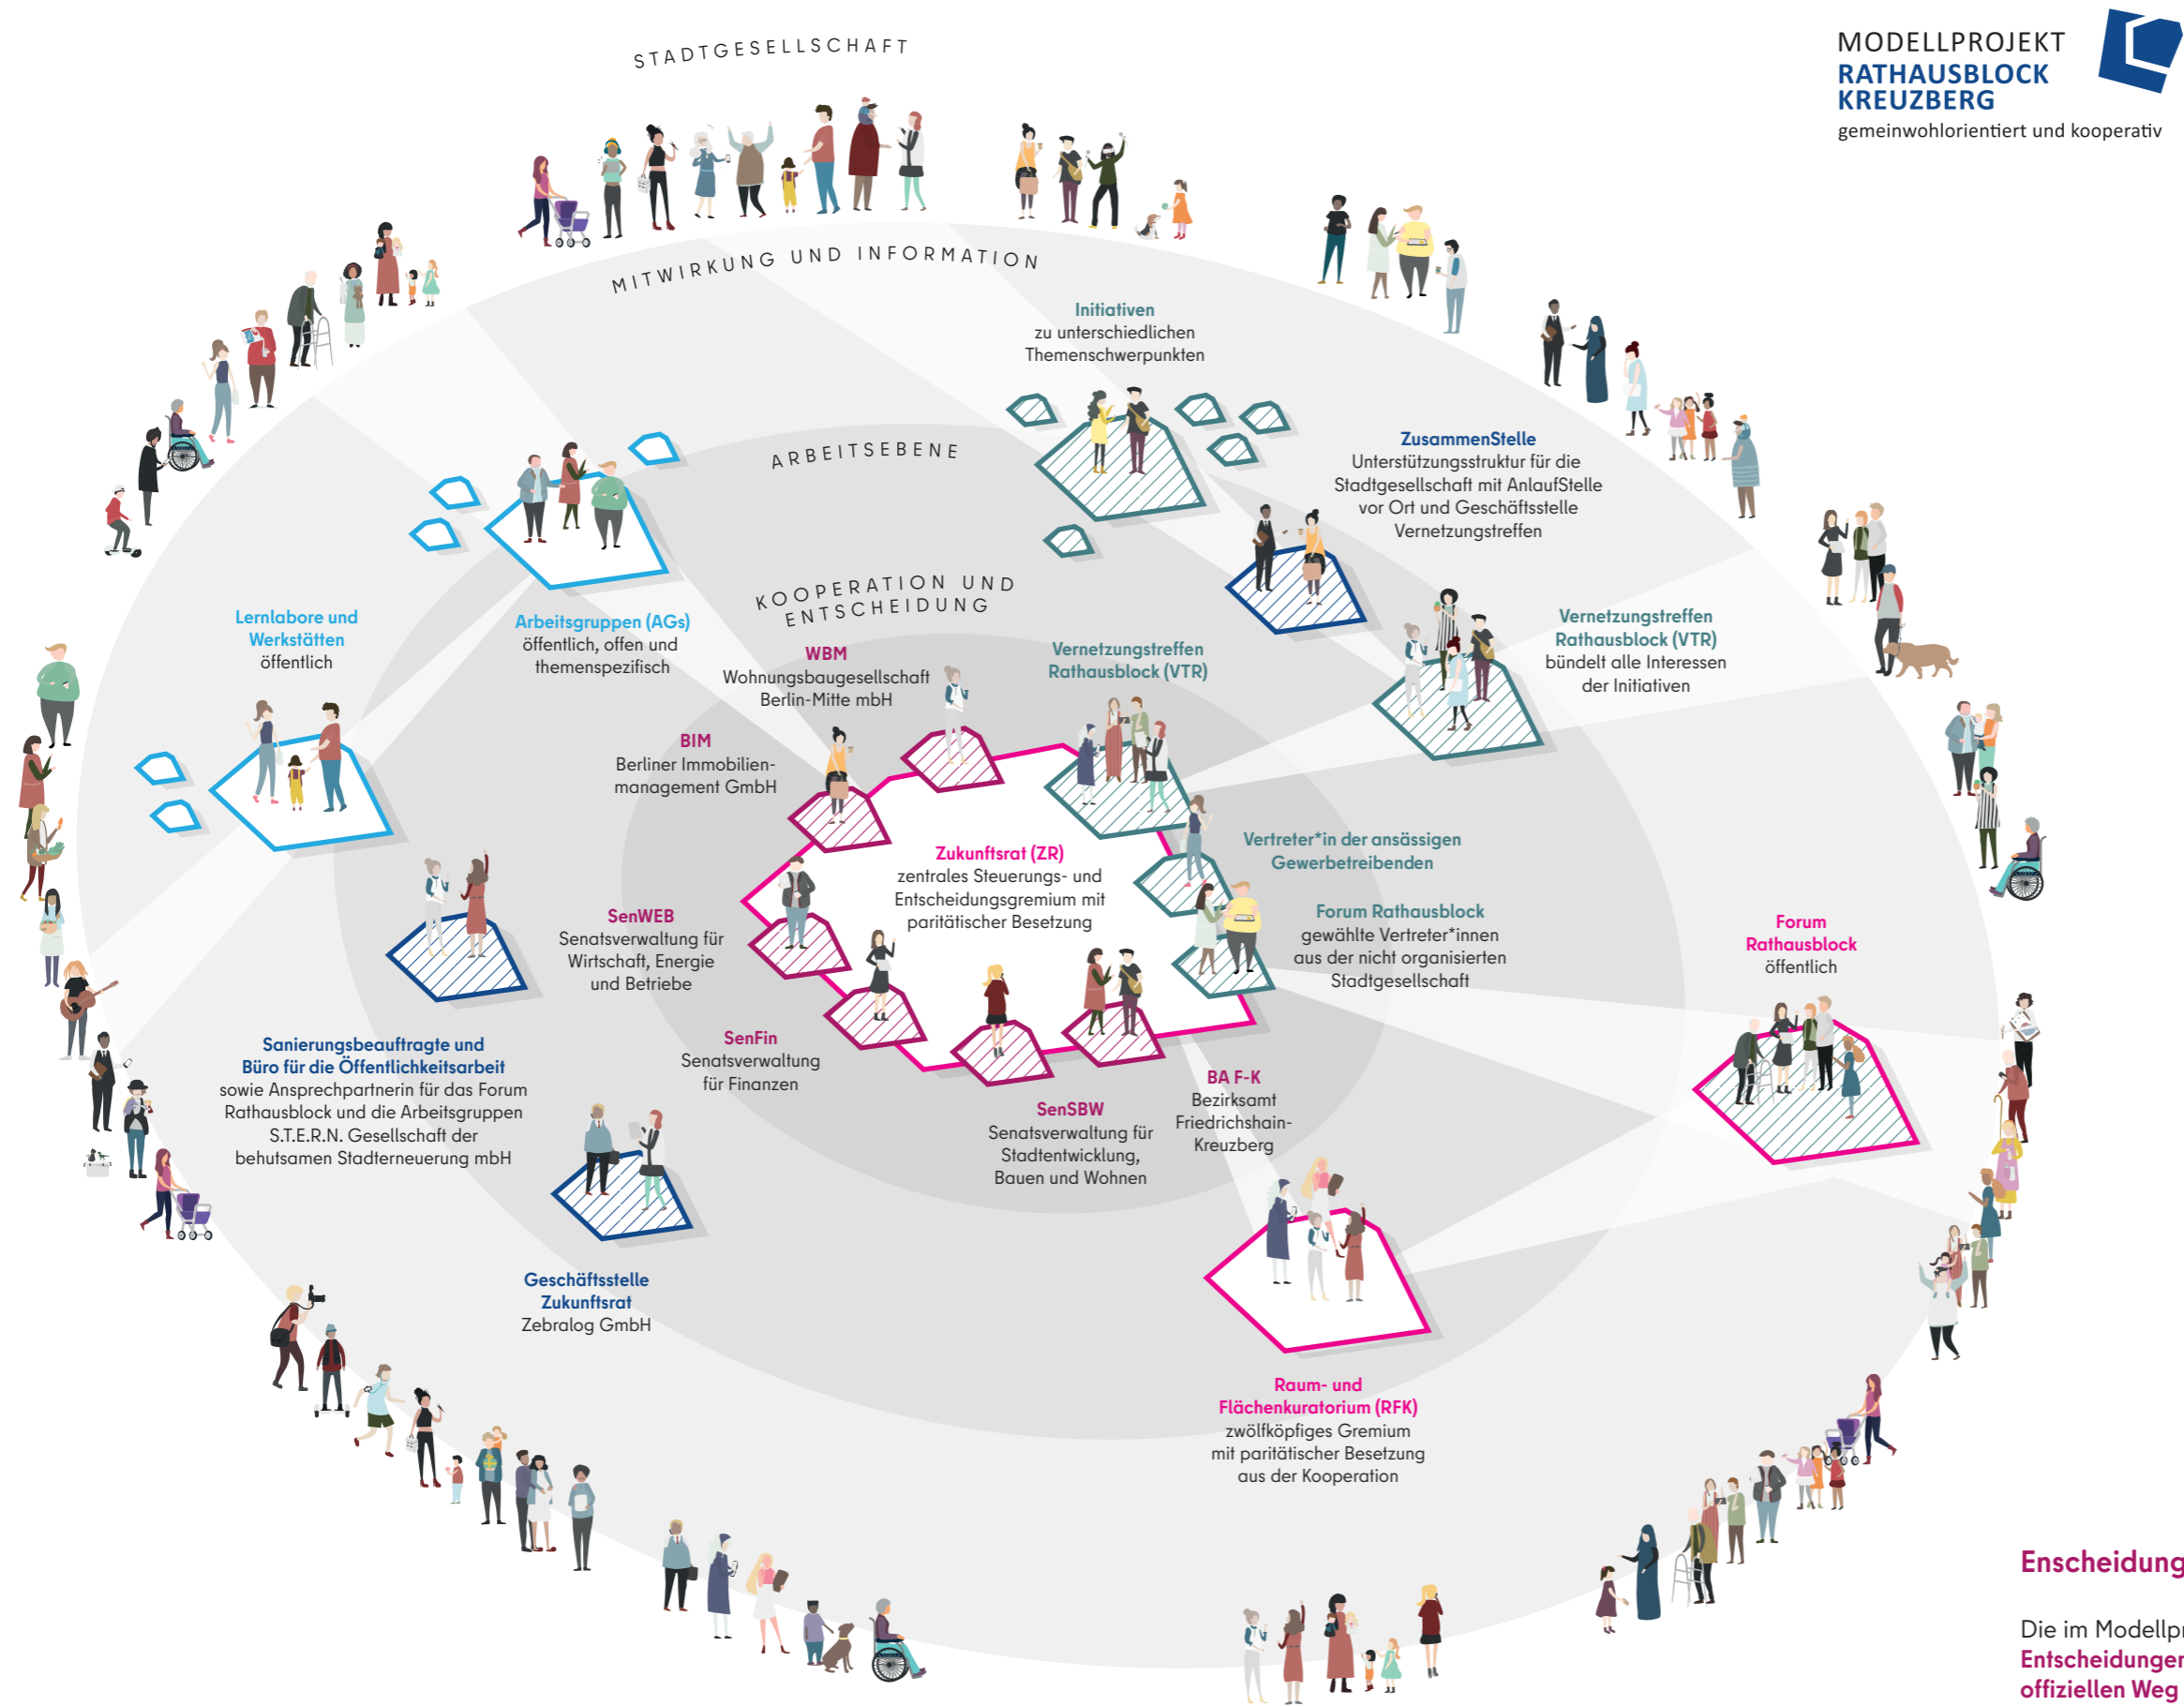 MODELLPROJEKT
RATHAUSBLOCK
KREUZBERG
gemeinwohlorientiert und kooperativ
STADTGESELLSCHAFT
MITWIRKUNG UND INFORMATION
Initiativen
zu unterschiedlichen
Themenschwerpunkten
ARBEITSEBENE
ZusammenStelle
Unterstützungsstruktur für die
Stadtgesellschaft mit AnlaufStelle
vor Ort und Geschäftsstelle
Vernetzungstreffen
KOOPERATION UND
ENTSCHEIDUNG
Lernlabore und
Werkstätten
öffentlich
Arbeitsgruppen (AGs)
öffentlich, offen und
themenspezifisch
WBM
Wohnungsbaugesellschaft
Berlin-Mitte mbH
Vernetzungstreffen
Rathausblock (VTR)
Vernetzungstreffen
Rathausblock (VTR)
bündelt alle Interessen
der Initiativen
BIM
Berliner Immobilien-
management GmbH
Zukunftsrat (ZR)
zentrales Steuerungs- und
Entscheidungsgremium mit
paritätischer Besetzung
Vertreter*in der ansässigen
Gewerbetreibenden
SenWEB
Senatsverwaltung für
Wirtschaft, Energie
und Betriebe
Forum Rathausblock
gewählte Vertreter*innen
aus der nicht organisierten
Stadtgesellschaft
Forum
Rathausblock
öffentlich
Sanierungsbeauftragte und
Büro für die Öffentlichkeitsarbeit
sowie Ansprechpartnerin für das Forum
Rathausblock und die Arbeitsgruppen
S.T.E.R.N. Gesellschaft der
behutsamen Stadterneuerung mbH
SenFin
Senatsverwaltung
für Finanzen
SenSBW
Senatsverwaltung für
Stadtentwicklung,
Bauen und Wohnen
BA F-K
Bezirksamt
Friedrichshain-
Kreuzberg
Geschäftsstelle
Zukunftsrat
Zebralog GmbH
Raum- und
Flächenkuratorium (RFK)
zwölfköpfiges Gremium
mit paritätischer Besetzung
aus der Kooperation
Enscheidung
Die im Modellpr
Entscheidungen
offiziellen Weg